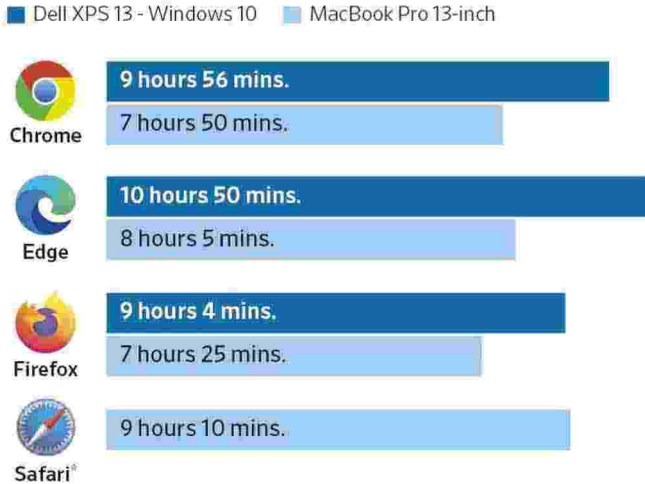 Dell XPS 13 - Windows 10 MacBook Pro 13-inch
9 hours 56 mins.
Chrome
7 hours 50 mins.
10 hours 50 mins.
Edge
8 hours 5 mins.
9 hours 4 mins.
Firefox
7 hours 25 mins.
9 hours 10 mins.
Safari*